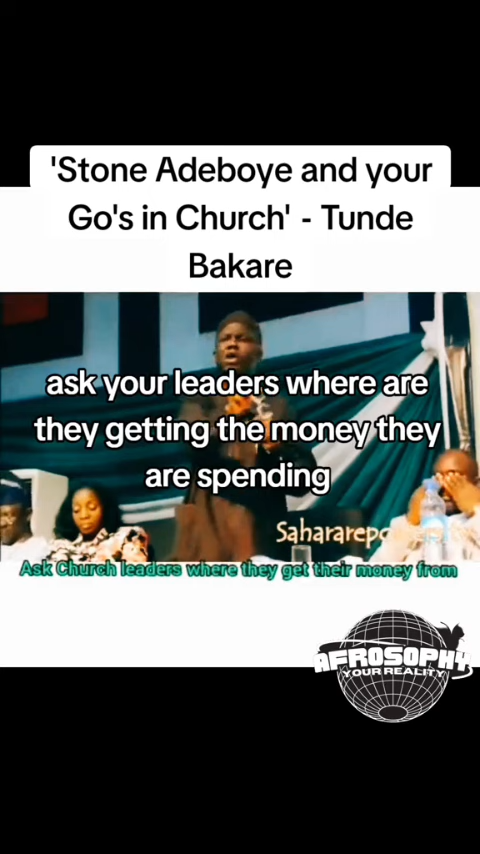 'Stone Adeboye and your
Go's in Church' - Tunde
Bakare
ask your leaders where are
they getting the money they
are spending
Ask Church leaders where they get their money from
AFROSOPHY
YOUR REALITY